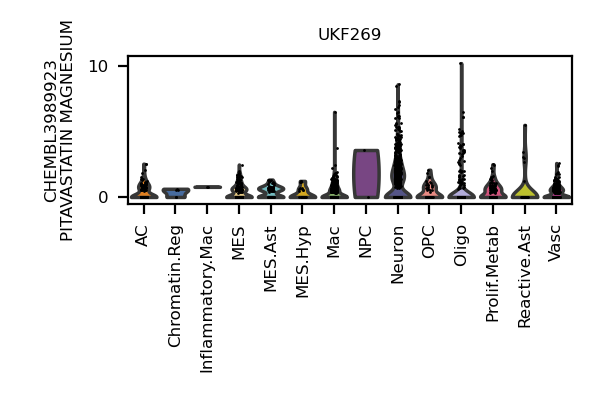 UKF269
CHEMBL3989923
PITAVASTATIN MAGNESIUM
10
0
AC
Chromatin.Reg
Inflammatory.Mac
MES
MES.Ast
MES.Hyp
Mac
NPC
Neuron
OPC
Oligo
Prolif.Metab
Reactive.Ast
Vasc